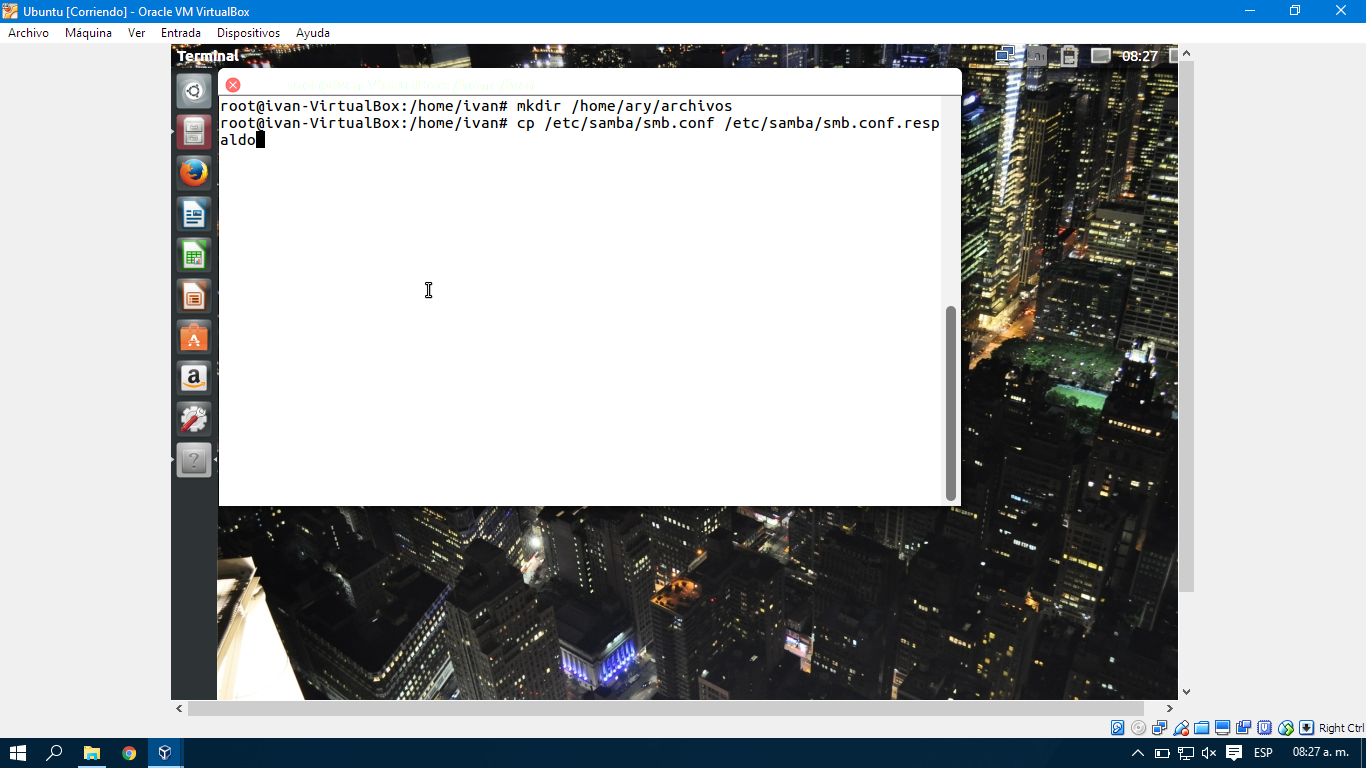 Ubuntu [Corriendo] - Oracle VM VirtualBox
Archivo Máquina Ver Entrada Dispositivos Ayuda
Terminal 08:27
root@ivan-VirtualBox:/home/ivan# mkdir /home/ary/archivos
root@ivan-VirtualBox:/home/ivan# cp /etc/samba/smb.conf /etc/samba/smb.conf.resp
aldo
Right Ctrl
ESP 08:27 a. m.